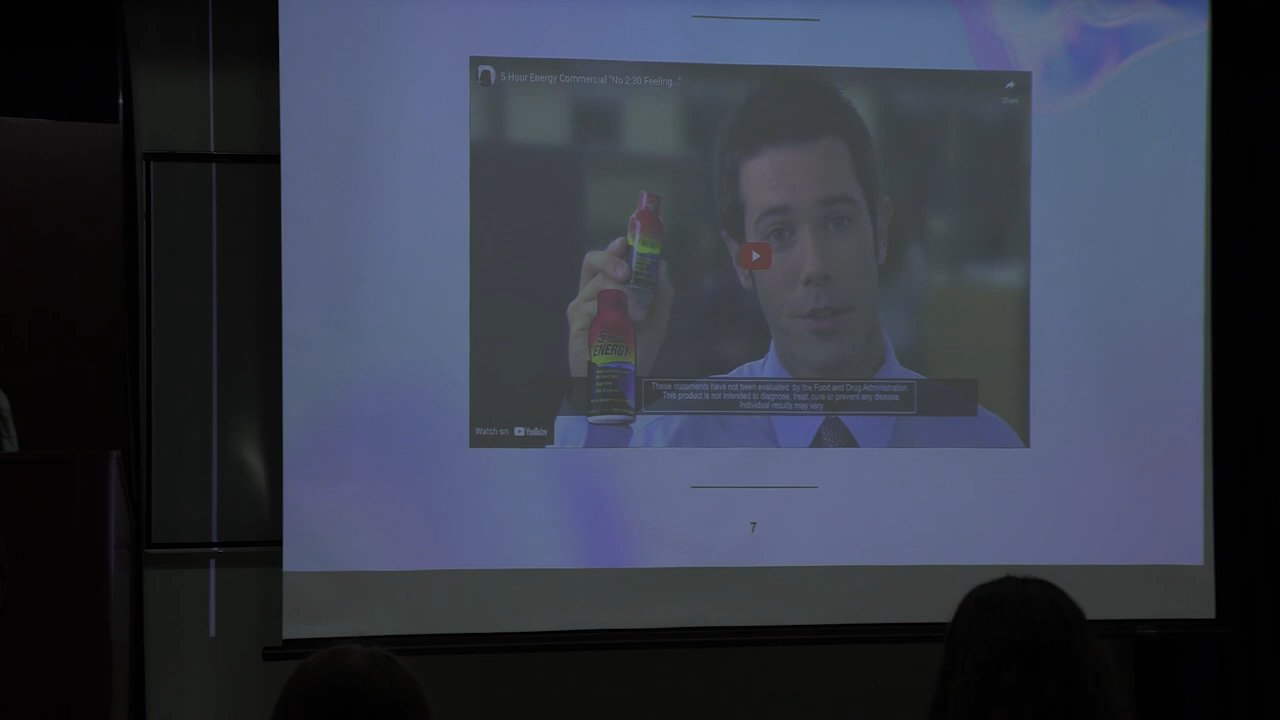 5-Hour Energy Commercial "No 2:30 Feeling..."
Share
ENERGY
These statements have not been evaluated by the Food and Drug Administration.
This product is not intended to diagnose, treat, cure or prevent any disease.
Individual results may vary.
Watch on YouTube
7